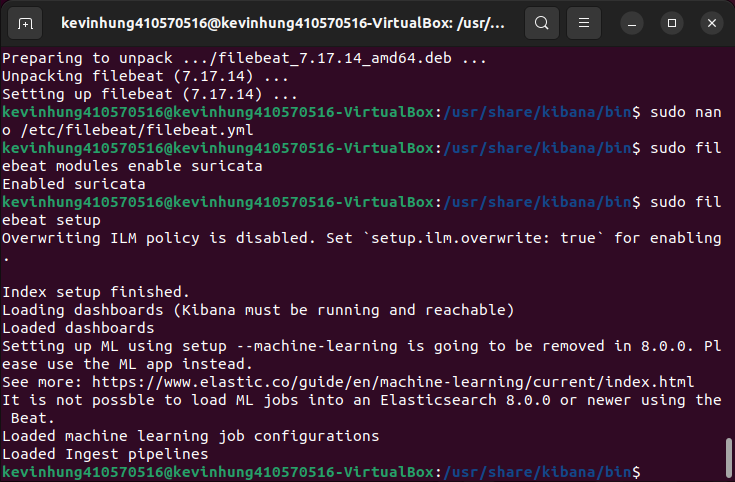 kevinhung410570516@kevinhung410570516-VirtualBox: /usr/...
Preparing to unpack .../filebeat_7.17.14_amd64.deb ...
Unpacking filebeat (7.17.14) ...
Setting up filebeat (7.17.14) ...
kevinhung410570516@kevinhung410570516-VirtualBox:/usr/share/kibana/bin$ sudo nan
o /etc/filebeat/filebeat.yml
kevinhung410570516@kevinhung410570516-VirtualBox:/usr/share/kibana/bin$ sudo fil
ebeat modules enable suricata
Enabled suricata
kevinhung410570516@kevinhung410570516-VirtualBox:/usr/share/kibana/bin$ sudo fil
ebeat setup
Overwriting ILM policy is disabled. Set `setup.ilm.overwrite: true` for enabling
.

Index setup finished.
Loading dashboards (Kibana must be running and reachable)
Loaded dashboards
Setting up ML using setup --machine-learning is going to be removed in 8.0.0. Pl
ease use the ML app instead.
See more: https://www.elastic.co/guide/en/machine-learning/current/index.html
It is not possble to load ML jobs into an Elasticsearch 8.0.0 or newer using the
 Beat.
Loaded machine learning job configurations
Loaded Ingest pipelines
kevinhung410570516@kevinhung410570516-VirtualBox:/usr/share/kibana/bin$